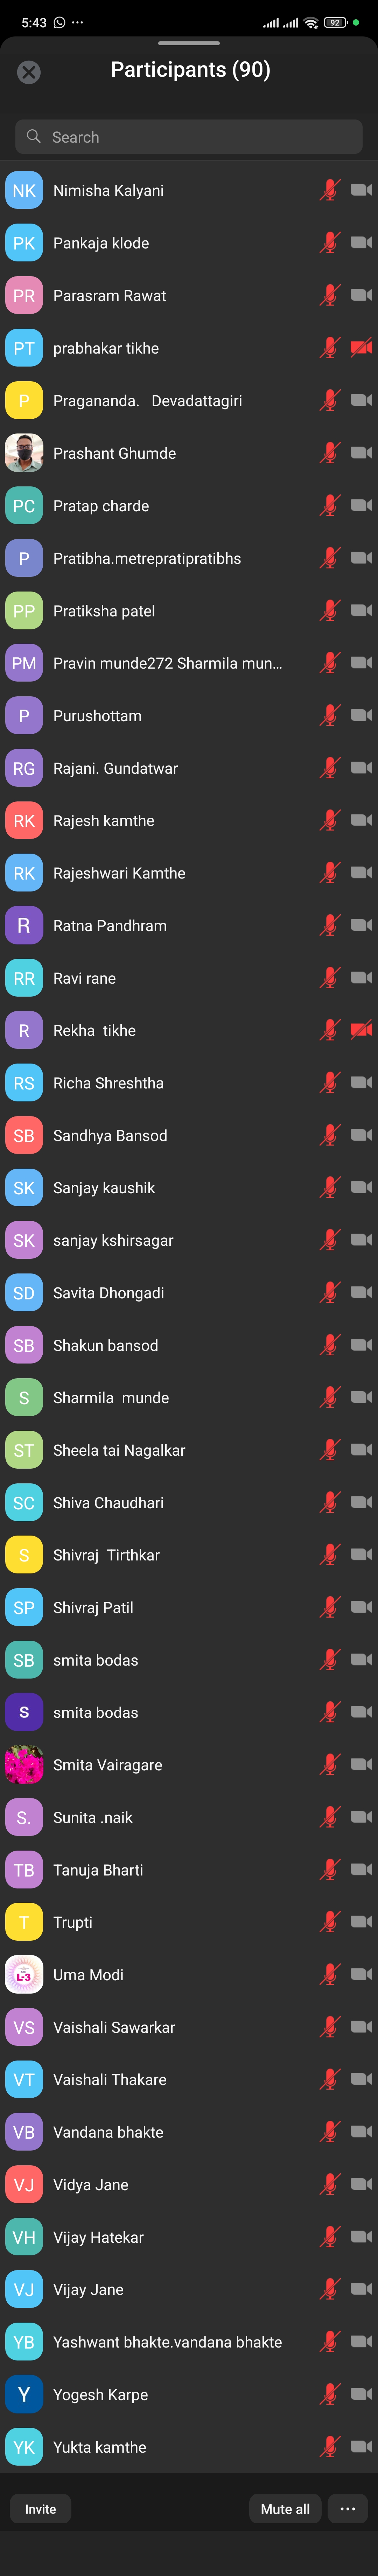 5:43
92
Participants (90)
Search
NK Nimisha Kalyani
PK Pankaja klode
PR Parasram Rawat
PT prabhakar tikhe
P Pragananda.   Devadattagiri
Prashant Ghumde
PC Pratap charde
P Pratibha.metrepratipratibhs
PP Pratiksha patel
PM Pravin munde272 Sharmila mun...
P Purushottam
RG Rajani. Gundatwar
RK Rajesh kamthe
RK Rajeshwari Kamthe
R Ratna Pandhram
RR Ravi rane
R Rekha  tikhe
RS Richa Shreshtha
SB Sandhya Bansod
SK Sanjay kaushik
SK sanjay kshirsagar
SD Savita Dhongadi
SB Shakun bansod
S Sharmila  munde
ST Sheela tai Nagalkar
SC Shiva Chaudhari
S Shivraj  Tirthkar
SP Shivraj Patil
SB smita bodas
s smita bodas
Smita Vairagare
S. Sunita .naik
TB Tanuja Bharti
T Trupti
L-3 Uma Modi
VS Vaishali Sawarkar
VT Vaishali Thakare
VB Vandana bhakte
VJ Vidya Jane
VH Vijay Hatekar
VJ Vijay Jane
YB Yashwant bhakte.vandana bhakte
Y Yogesh Karpe
YK Yukta kamthe
Invite Mute all ...